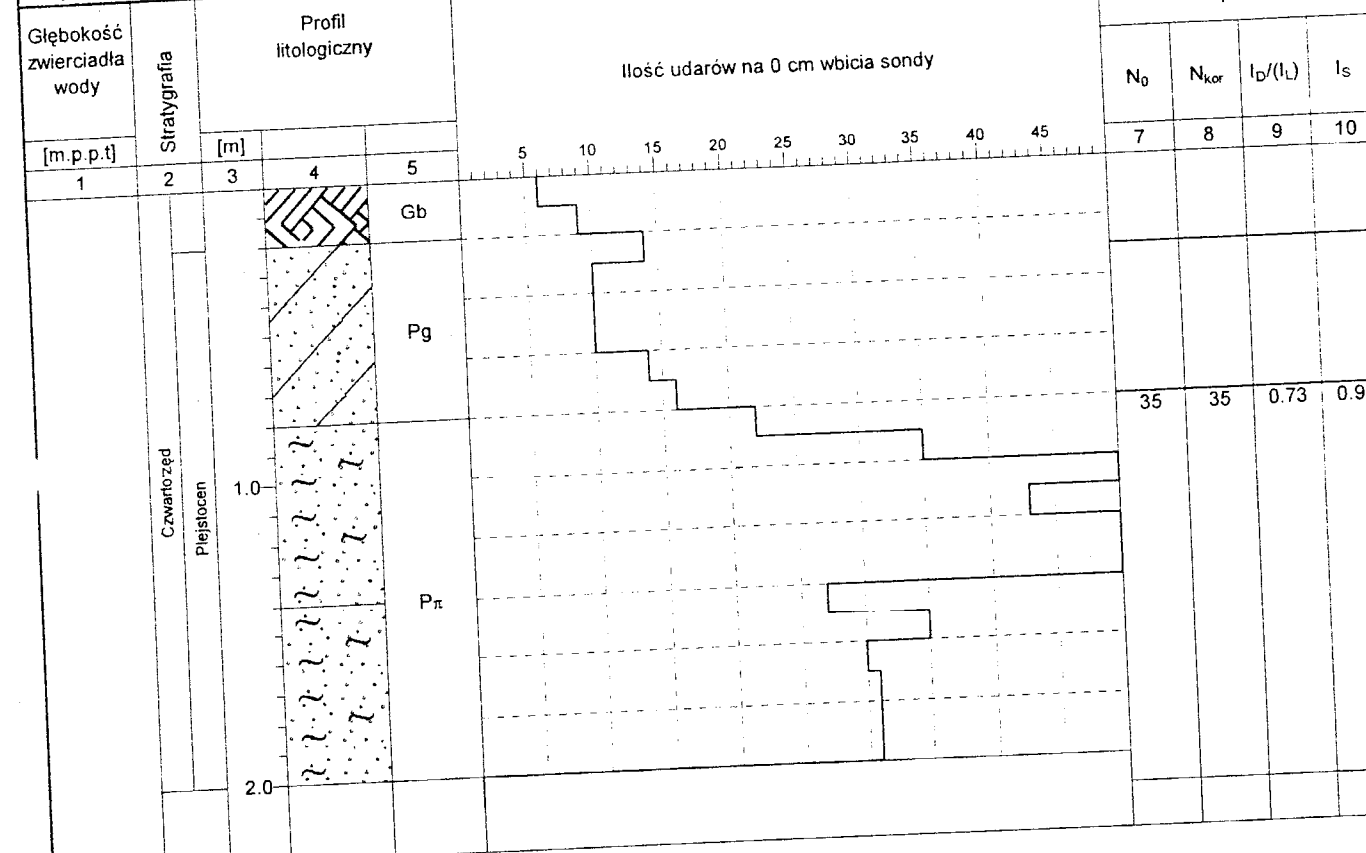 Głębokość
zwierciadła
wody
[m.p.p.t]
Stratygrafia
Profil
litologiczny
[m]
Ilość udarów na 0 cm wbicia sondy
5 10 15 20 25 30 35 40 45
N0 Nkor ID/(IL) IS
1 2 3 4 5 7 8 9 10
Gb
Pg
35 35 0.73 0.9
Czwartorzęd
Plejstocen
1.0
Pπ
2.0